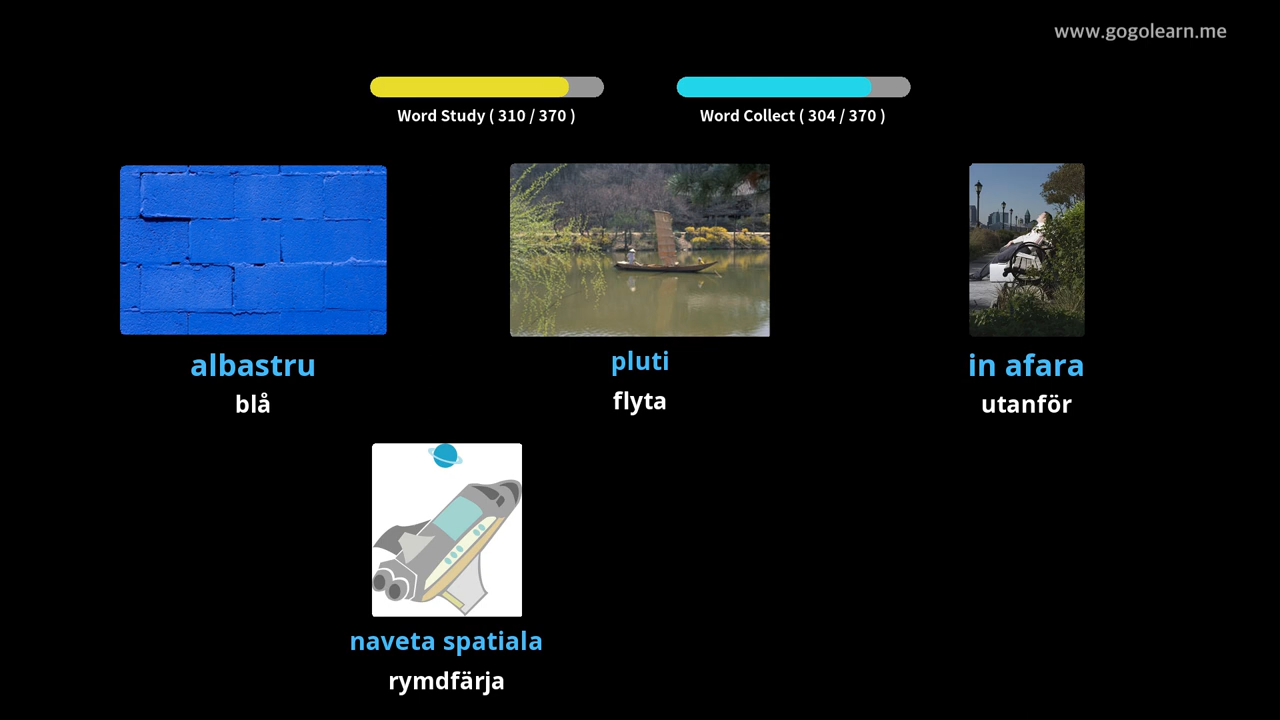 www.gogolearn.me
Word Study ( 310 / 370 )
Word Collect ( 304 / 370 )
albastru
blå
pluti
flyta
in afara
utanför
naveta spatiala
rymdfärja